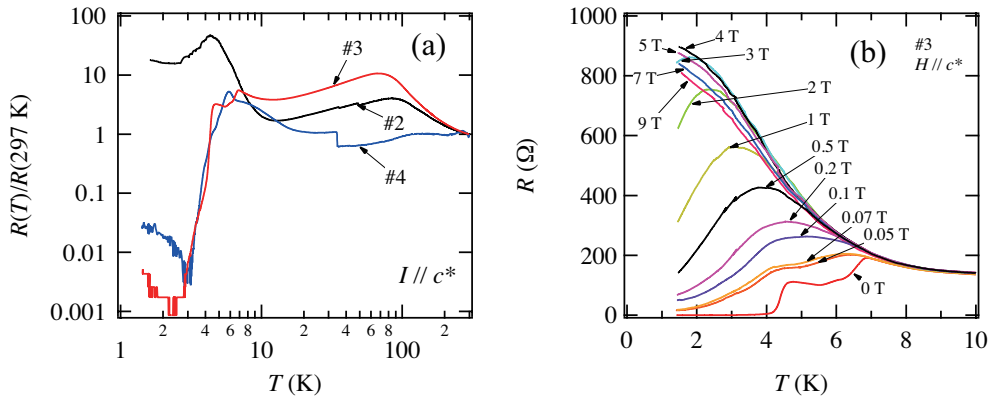 (a)
R(T)/R(297 K)
100
10
1
0.1
0.01
0.001
#3
#2
#4
I // c*
2
4
6
8
2
4
6
8
2
1
10
100
T (K)
(b)
#3
H // c*
R (Ω)
1000
800
600
400
200
0
5 T
4 T
3 T
7 T
2 T
9 T
1 T
0.5 T
0.2 T
0.1 T
0.07 T
0.05 T
0 T
0
2
4
6
8
10
T (K)